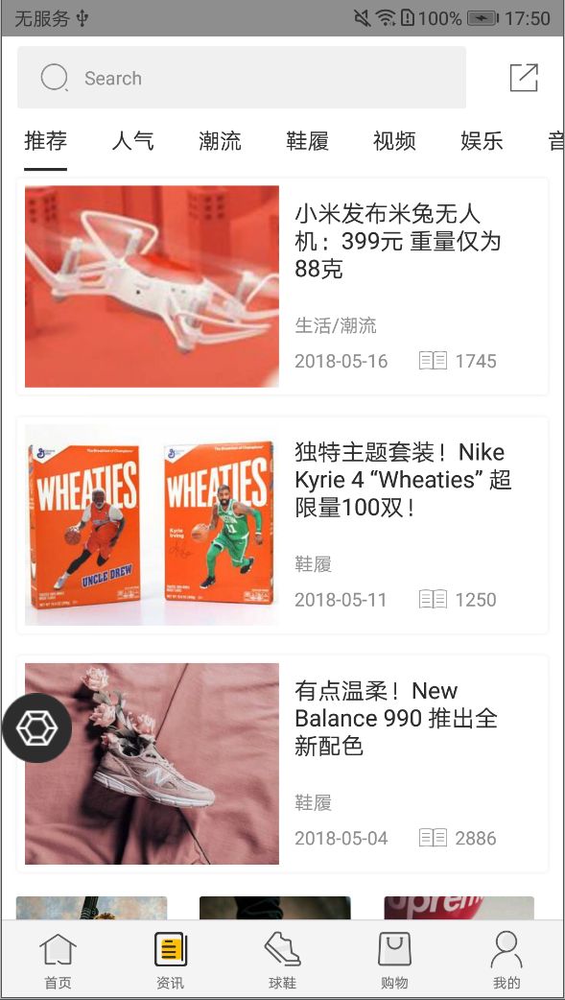 无服务 100% 17:50
Search
推荐 人气 潮流 鞋履 视频 娱乐 音
小米发布米兔无人
机：399元 重量仅为
88克
生活/潮流
2018-05-16 1745
WHEATIES
UNCLE DREW
WHEATIES
Kyrie
Irving
独特主题套装！Nike
Kyrie 4 “Wheaties” 超
限量100双！
鞋履
2018-05-11 1250
N
有点温柔！New
Balance 990 推出全
新配色
鞋履
2018-05-04 2886
首页 资讯 球鞋 购物 我的